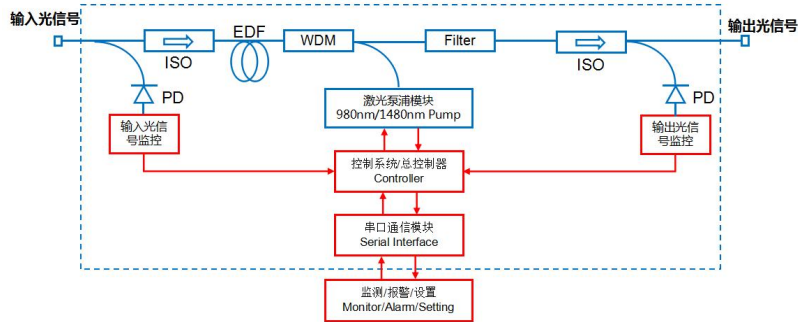 输入光信号
输出光信号
EDF
WDM
Filter
ISO
ISO
PD
PD
激光泵浦模块
980nm/1480nm Pump
输入光信
号监控
输出光信
号监控
控制系统/总控制器
Controller
串口通信模块
Serial Interface
监测/报警/设置
Monitor/Alarm/Setting